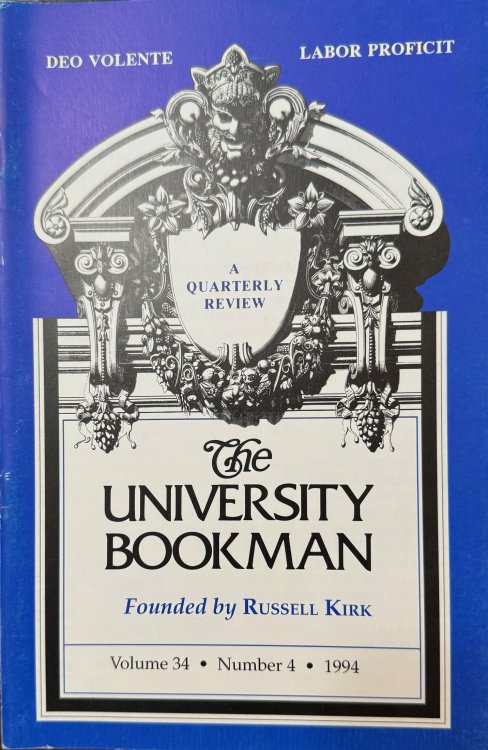 DEO VOLENTE
LABOR PROFICIT
A
QUARTERLY
REVIEW
The
UNIVERSITY
BOOKMAN
Founded by RUSSELL KIRK
Volume 34 • Number 4 • 1994